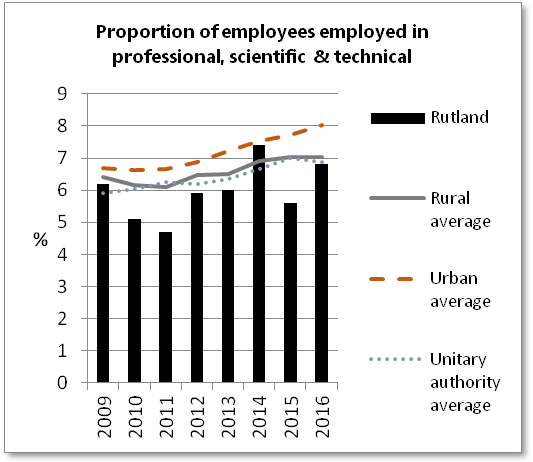 Proportion of employees employed in
professional, scientific & technical
9
8
7
6
5
4
3
2
1
0
%
2009
2010
2011
2012
2013
2014
2015
2016
Rutland
Rural
average
Urban
average
Unitary
authority
average